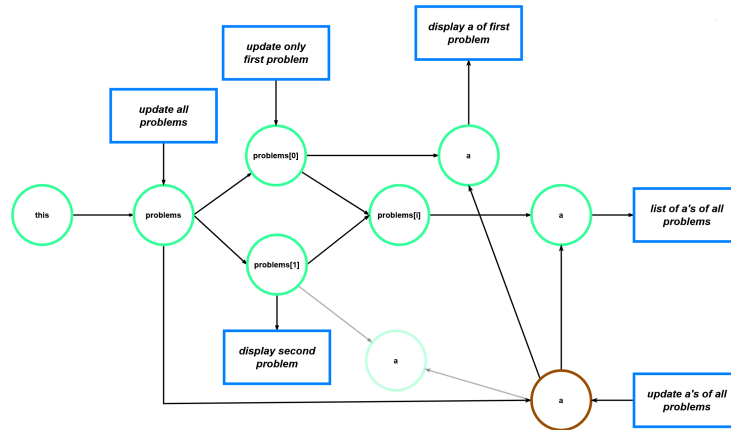 display a of first
problem
update only
first problem
update all
problems
problems[0]
a
this
problems
problems[i]
a
list of a's of all
problems
problems[1]
display second
problem
a
a
update a's of all
problems